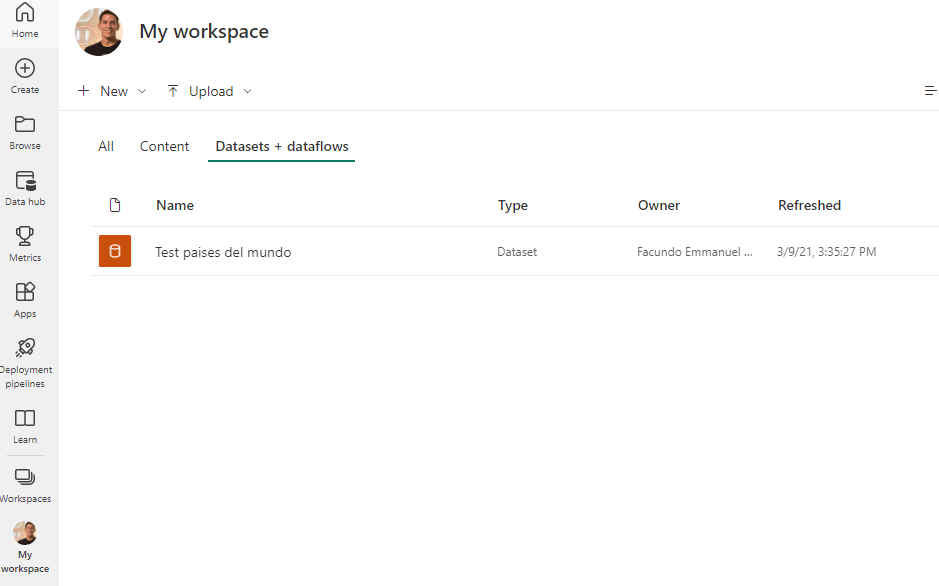 Home
Create
Browse
Data hub
Metrics
Apps
Deployment
pipelines
Learn
Workspaces
My
workspace
My workspace
New
Upload
All Content Datasets + dataflows
Name Type Owner Refreshed
Test paises del mundo Dataset Facundo Emmanuel ... 3/9/21, 3:35:27 PM